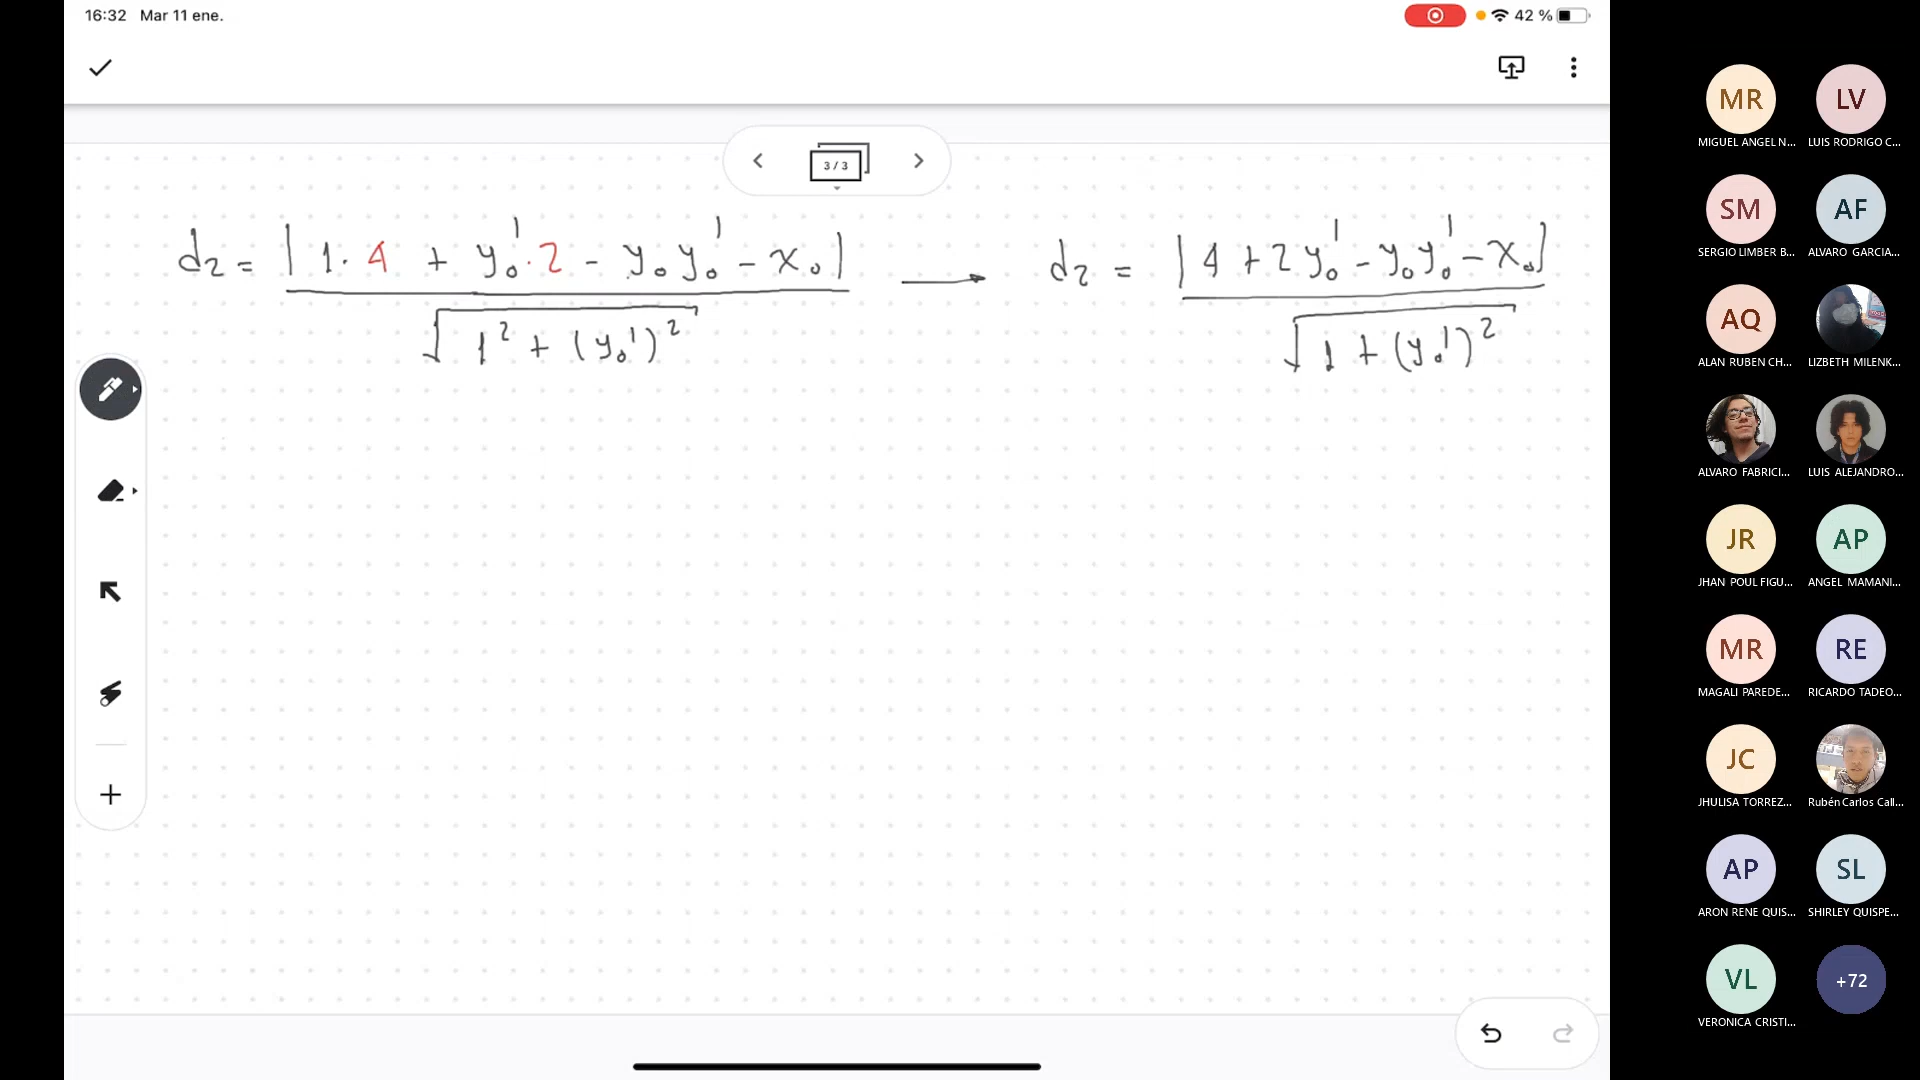 16:32 Mar 11 ene.
42 %
3 / 3
d₂ = |1·4 + y₀'·2 - y₀y₀' - x₀| / √(1² + (y₀')²) → d₂ = |4 + 2y₀' - y₀y₀' - x₀| / √(1 + (y₀')²)
MR LV
MIGUEL ANGEL N... LUIS RODRIGO C...
SM AF
SERGIO LIMBER B... ALVARO GARCIA...
AQ
ALAN RUBEN CH... LIZBETH MILENK...
ALVARO FABRICI... LUIS ALEJANDRO...
JR AP
JHAN POUL FIGU... ANGEL MAMANI...
MR RE
MAGALI PAREDE... RICARDO TADEO...
JC
JHULISA TORREZ... Rubén Carlos Call...
AP SL
ARON RENE QUIS... SHIRLEY QUISPE...
VL +72
VERONICA CRISTI...